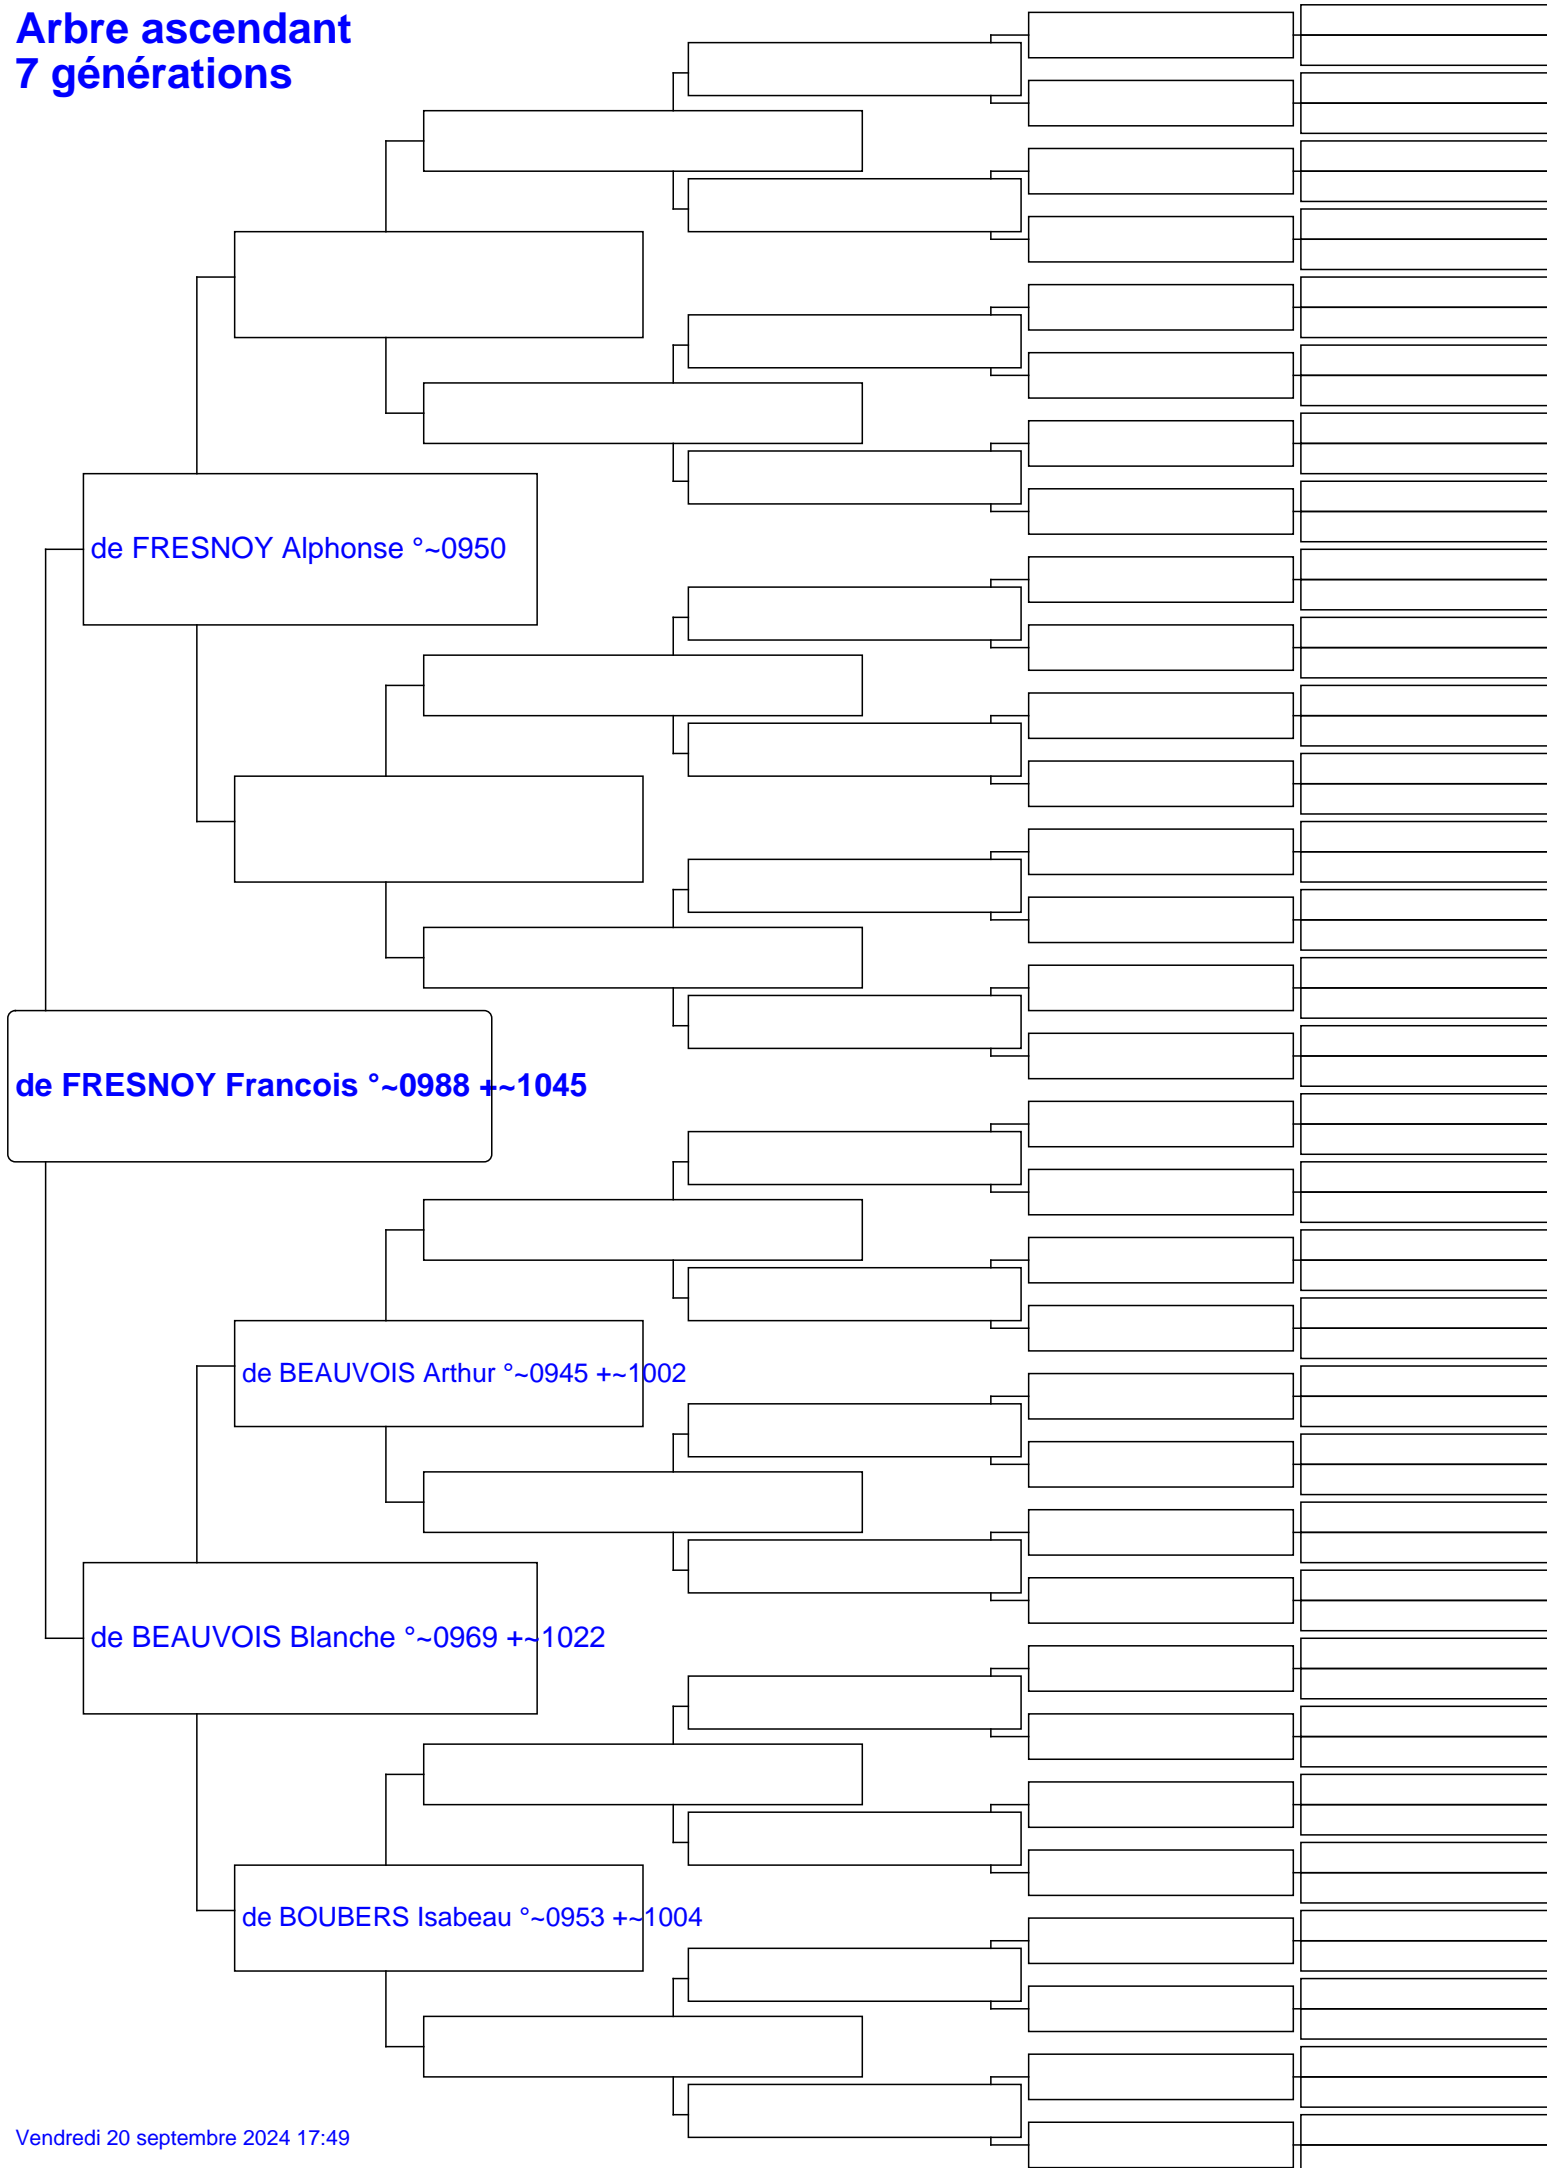 Arbre ascendant
7 générations
de FRESNOY Alphonse °~0950
de FRESNOY Francois °~0988 +~1045
de BEAUVOIS Arthur °~0945 +~1002
de BEAUVOIS Blanche °~0969 +~1022
de BOUBERS Isabeau °~0953 +~1004
Vendredi 20 septembre 2024 17:49